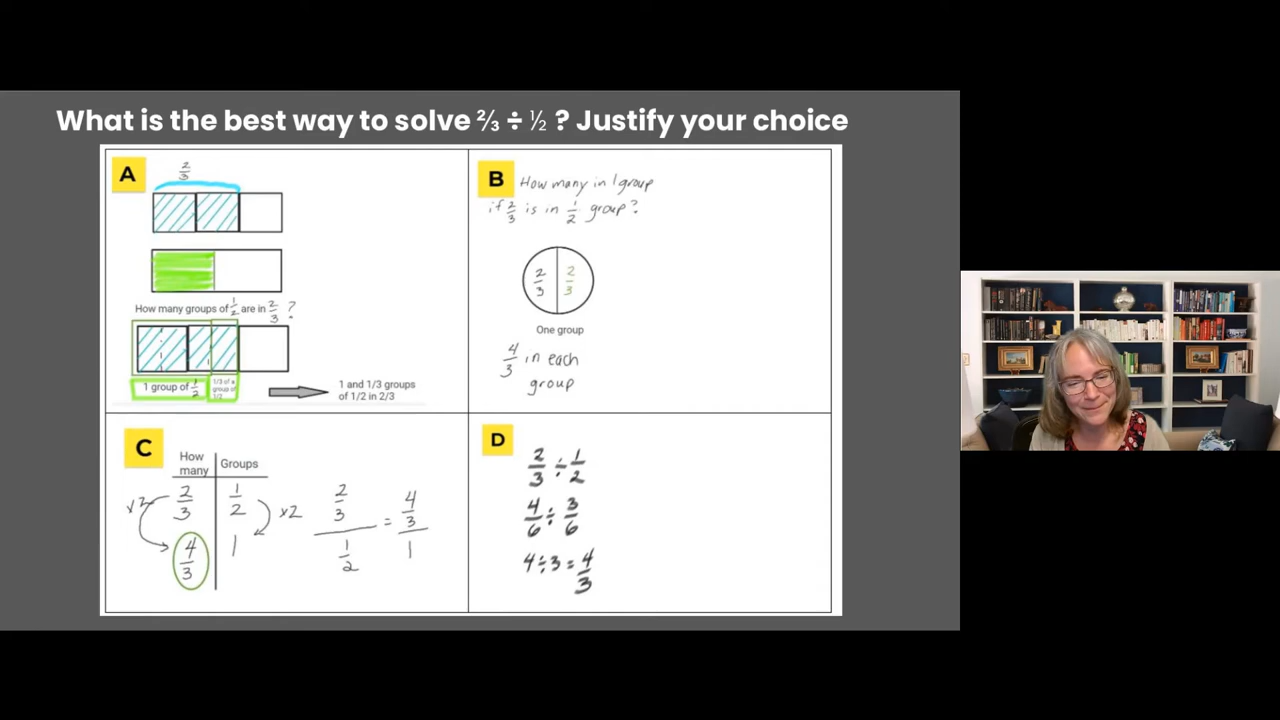 What is the best way to solve ⅔ ÷ ½ ? Justify your choice
A
2/3
How many groups of 1/2 are in 2/3 ?
1 group of 1/2
1/3 of a
group of
1/2
1 and 1/3 groups
of 1/2 in 2/3
B
How many in 1 group
if 2/3 is in 1/2 group?
2/3 2/3
One group
4/3 in each
group
C
How
many
Groups
x2 2/3 1/2 x2
4/3 1
2/3 / 1/2 = 4/3 / 1
D
2/3 ÷ 1/2
4/6 ÷ 3/6
4÷3 = 4/3